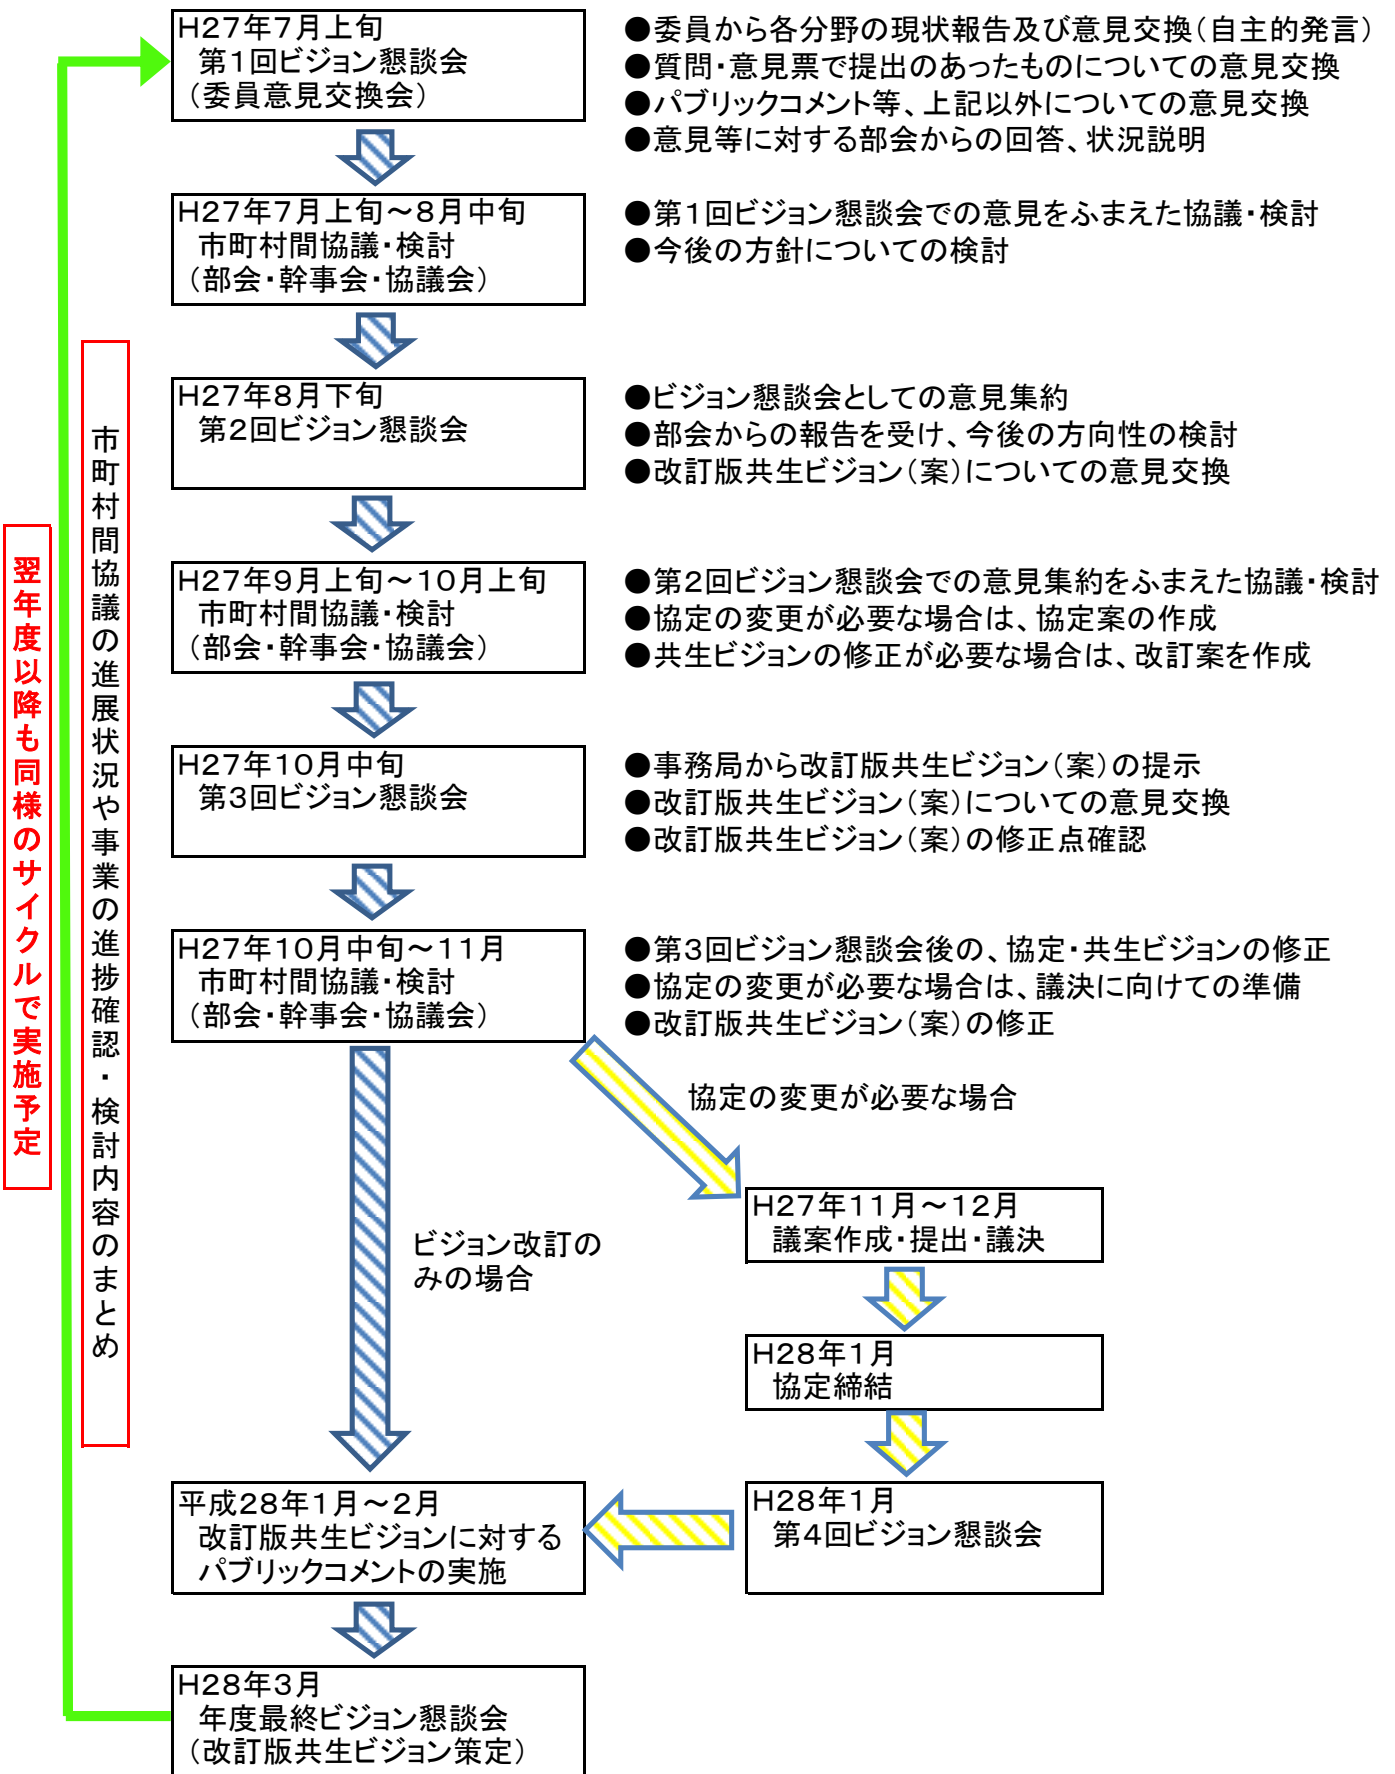 H27年7月上旬
第1回ビジョン懇談会
（委員意見交換会）
●委員から各分野の現状報告及び意見交換（自主的発言）
●質問・意見票で提出のあったものについての意見交換
●パブリックコメント等、上記以外についての意見交換
●意見等に対する部会からの回答、状況説明
H27年7月上旬～8月中旬
市町村間協議・検討
（部会・幹事会・協議会）
●第1回ビジョン懇談会での意見をふまえた協議・検討
●今後の方針についての検討
H27年8月下旬
第2回ビジョン懇談会
●ビジョン懇談会としての意見集約
●部会からの報告を受け、今後の方向性の検討
●改訂版共生ビジョン（案）についての意見交換
H27年9月上旬～10月上旬
市町村間協議・検討
（部会・幹事会・協議会）
●第2回ビジョン懇談会での意見集約をふまえた協議・検討
●協定の変更が必要な場合は、協定案の作成
●共生ビジョンの修正が必要な場合は、改訂案を作成
H27年10月中旬
第3回ビジョン懇談会
●事務局から改訂版共生ビジョン（案）の提示
●改訂版共生ビジョン（案）についての意見交換
●改訂版共生ビジョン（案）の修正点確認
H27年10月中旬～11月
市町村間協議・検討
（部会・幹事会・協議会）
●第3回ビジョン懇談会後の、協定・共生ビジョンの修正
●協定の変更が必要な場合は、議決に向けての準備
●改訂版共生ビジョン（案）の修正
協定の変更が必要な場合
H27年11月～12月
議案作成・提出・議決
ビジョン改訂の
みの場合
H28年1月
協定締結
H28年1月
第4回ビジョン懇談会
平成28年1月～2月
改訂版共生ビジョンに対する
パブリックコメントの実施
H28年3月
年度最終ビジョン懇談会
（改訂版共生ビジョン策定）
市町村間協議の進展状況や事業の進捗確認・検討内容のまとめ
翌年度以降も同様のサイクルで実施予定